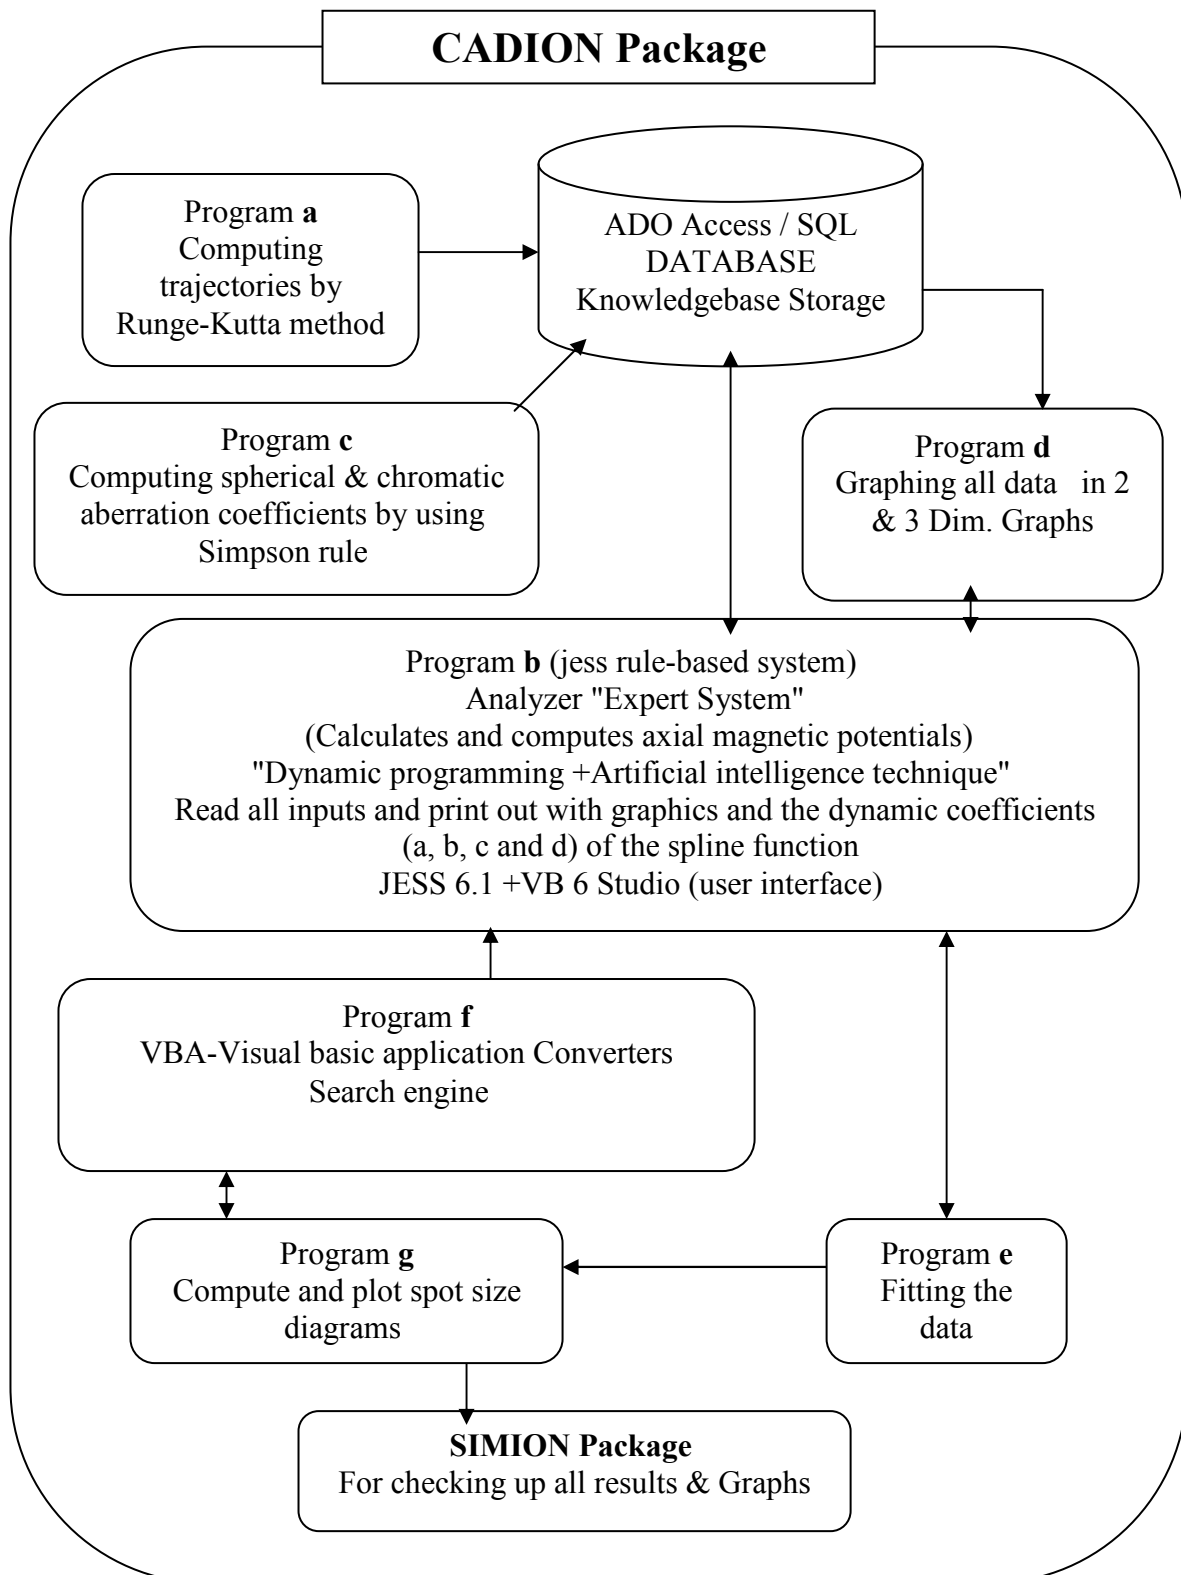 CADION Package
Program a
Computing
trajectories by
Runge-Kutta method
ADO Access / SQL
DATABASE
Knowledgebase Storage
Program c
Computing spherical & chromatic
aberration coefficients by using
Simpson rule
Program d
Graphing all data in 2
& 3 Dim. Graphs
Program b (jess rule-based system)
Analyzer "Expert System"
(Calculates and computes axial magnetic potentials)
"Dynamic programming +Artificial intelligence technique"
Read all inputs and print out with graphics and the dynamic coefficients
(a, b, c and d) of the spline function
JESS 6.1 +VB 6 Studio (user interface)
Program f
VBA-Visual basic application Converters
Search engine
Program g
Compute and plot spot size
diagrams
Program e
Fitting the
data
SIMION Package
For checking up all results & Graphs